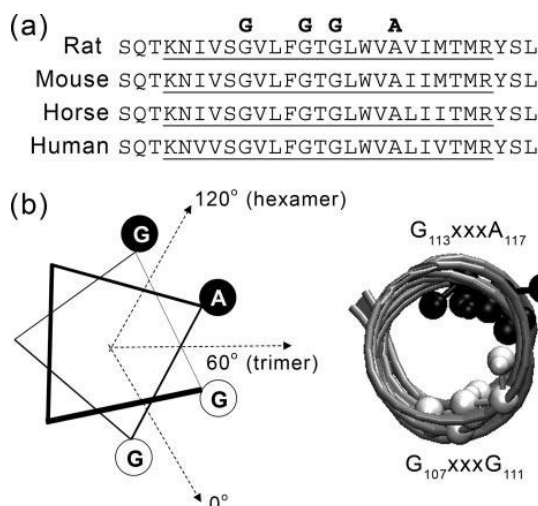 (a)
G G G A
Rat SQTKNIVSGVLFGTGLWVAVIMTMRYSL
Mouse SQTKNIVSGVLFGTGLWVAIIMTMRYSL
Horse SQTKNIVSGVLFGTGLWVALIITMRYSL
Human SQTKNVVSGVLFGTGLWVALIVTMRYSL
(b)
120° (hexamer)
G
A
60° (trimer)
G
G
0°
G113xxxA117
G107xxxG111